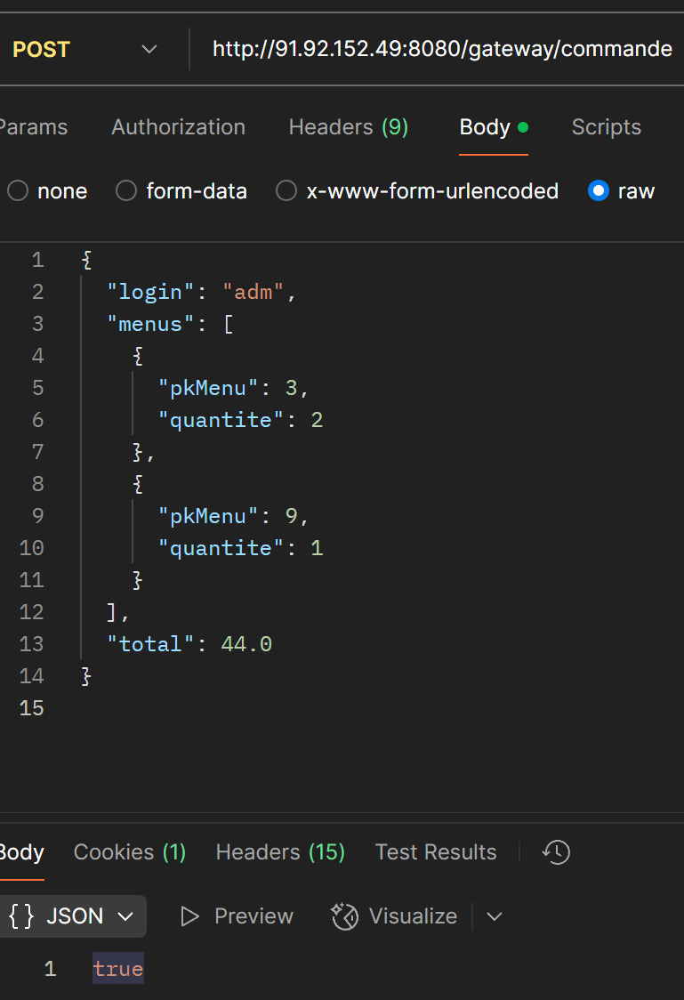 POST http://91.92.152.49:8080/gateway/commande
Params Authorization Headers (9) Body Scripts
none form-data x-www-form-urlencoded raw
1 {
2 "login": "adm",
3 "menus": [
4 {
5 "pkMenu": 3,
6 "quantite": 2
7 },
8 {
9 "pkMenu": 9,
10 "quantite": 1
11 }
12 ],
13 "total": 44.0
14 }
15
Body Cookies (1) Headers (15) Test Results
{} JSON Preview Visualize
1 true